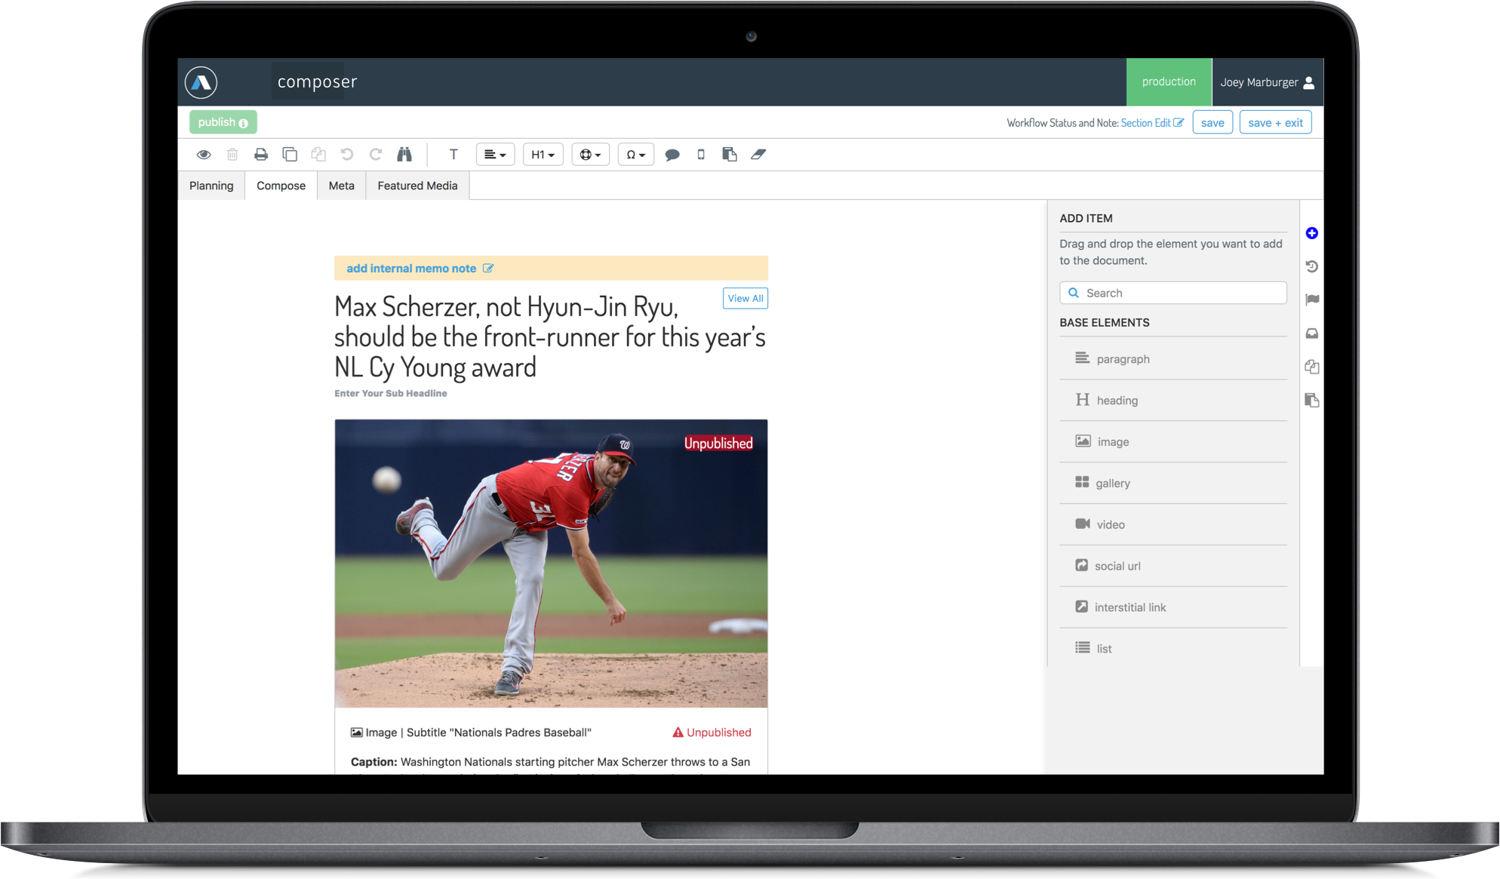 composer
production
Joey Marburger
publish
Workflow Status and Note: Section Edit
save
save + exit
T
H1
Ω
Planning
Compose
Meta
Featured Media
add internal memo note
View All
Max Scherzer, not Hyun-Jin Ryu,
should be the front-runner for this year's
NL Cy Young award
Enter Your Sub Headline
Unpublished
W
31
Image | Subtitle "Nationals Padres Baseball"
Unpublished
Caption: Washington Nationals starting pitcher Max Scherzer throws to a San
ADD ITEM
Drag and drop the element you want to add
to the document.
Search
BASE ELEMENTS
paragraph
H heading
image
gallery
video
social url
interstitial link
list